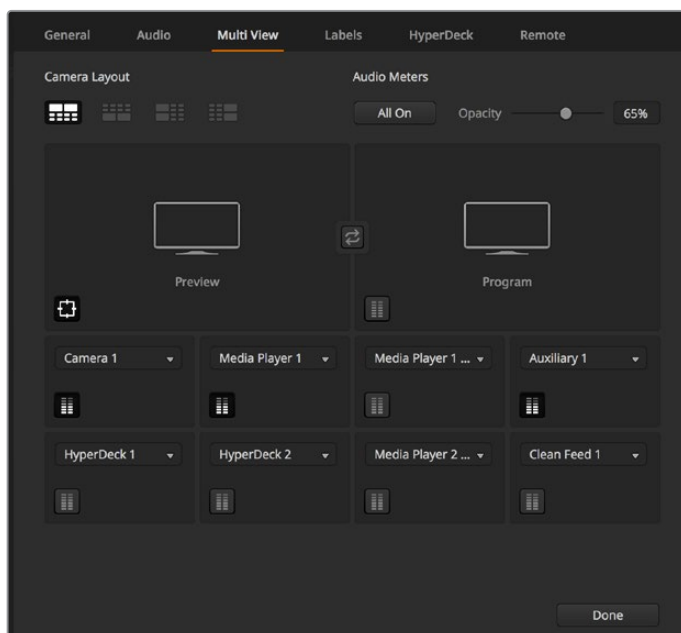 General Audio Multi View Labels HyperDeck Remote
Camera Layout Audio Meters
All On Opacity 65%
Preview Program
Camera 1 Media Player 1 Media Player 1 ... Auxiliary 1
HyperDeck 1 HyperDeck 2 Media Player 2 ... Clean Feed 1
Done